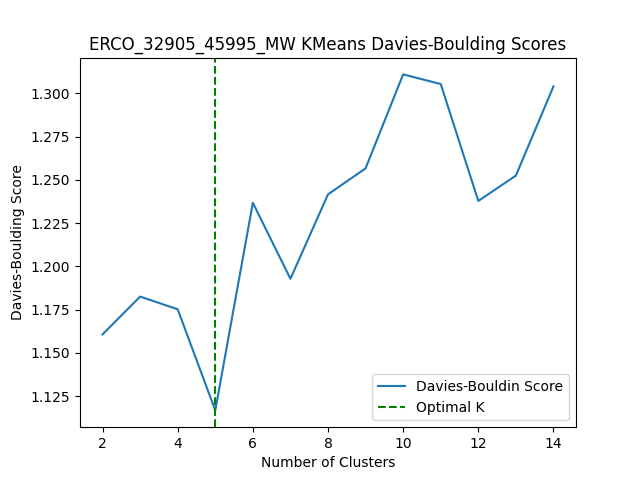 ERCO_32905_45995_MW KMeans Davies-Boulding Scores
Davies-Boulding Score
1.300
1.275
1.250
1.225
1.200
1.175
1.150
1.125
Davies-Bouldin Score
Optimal K
2 4 6 8 10 12 14
Number of Clusters